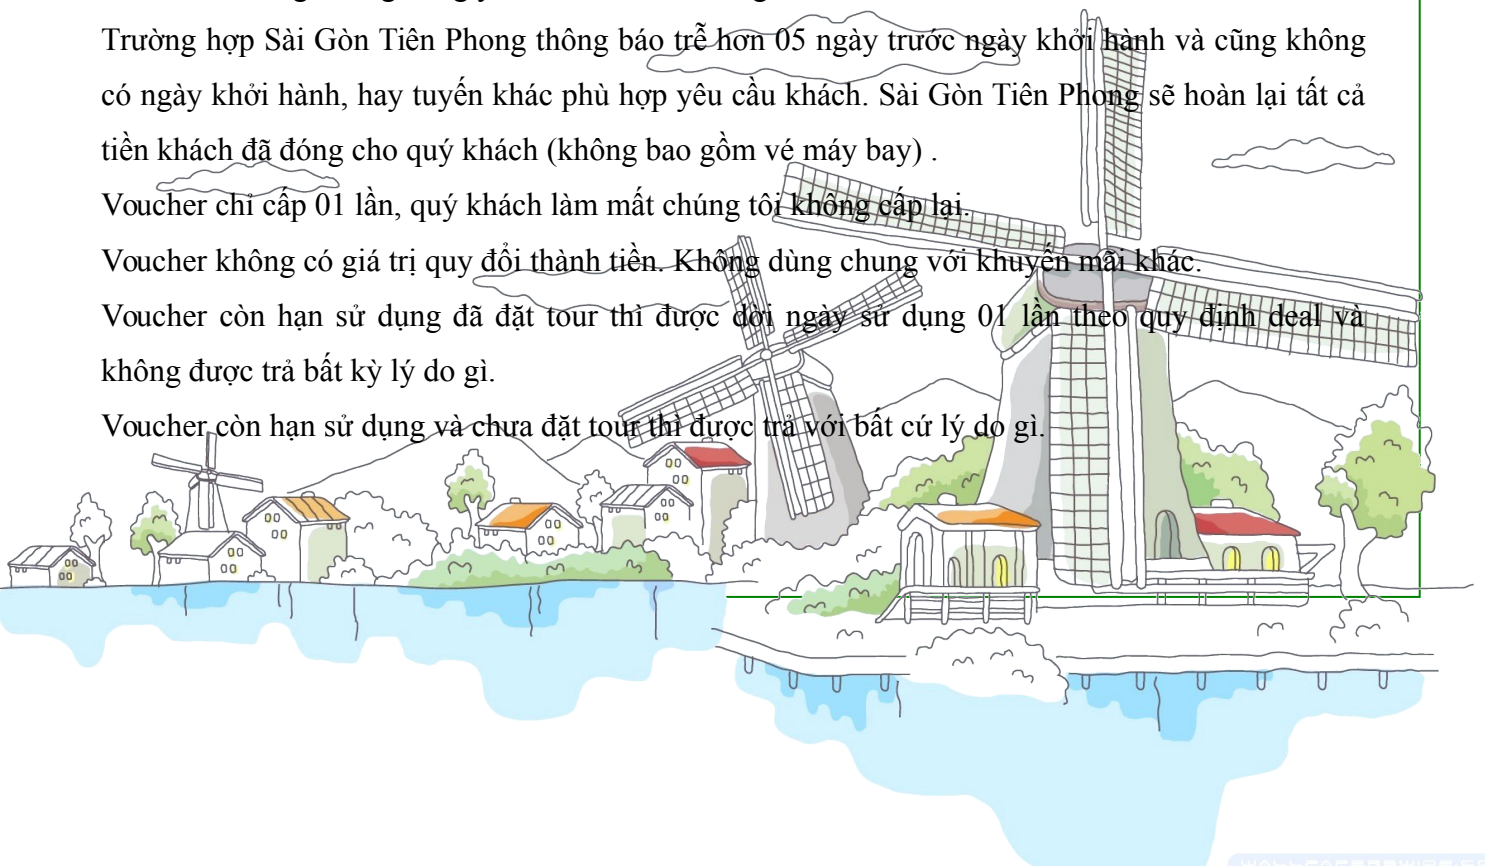 Trường hợp Sài Gòn Tiên Phong thông báo trễ hơn 05 ngày trước ngày khởi hành và cũng không
có ngày khởi hành, hay tuyến khác phù hợp yêu cầu khách. Sài Gòn Tiên Phong sẽ hoàn lại tất cả
tiền khách đã đóng cho quý khách (không bao gồm vé máy bay) .
Voucher chỉ cấp 01 lần, quý khách làm mất chúng tôi không cấp lại.
Voucher không có giá trị quy đổi thành tiền. Không dùng chung với khuyến mãi khác.
Voucher còn hạn sử dụng đã đặt tour thì được dời ngày sử dụng 01 lần theo quy định deal và
không được trả bất kỳ lý do gì.
Voucher còn hạn sử dụng và chưa đặt tour thì được trả với bất cứ lý do gì.